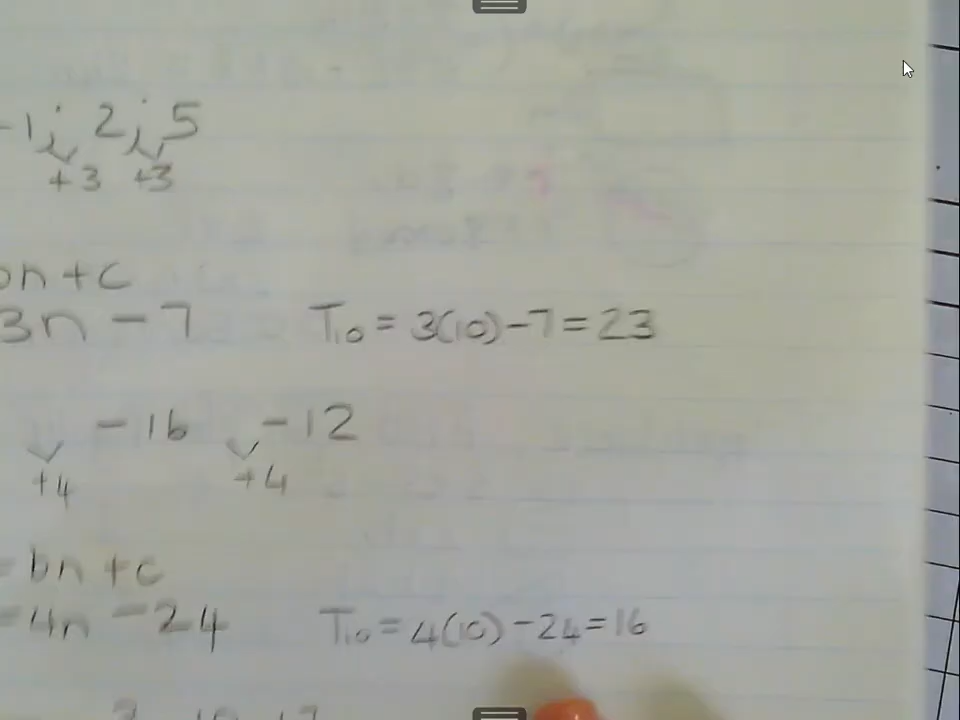 -1; 2; 5
+3 +3
bn + c
3n - 7 T₁₀ = 3(10) - 7 = 23
-16 -12
+4 +4
= bn + c
= 4n - 24 T₁₀ = 4(10) - 24 = 16